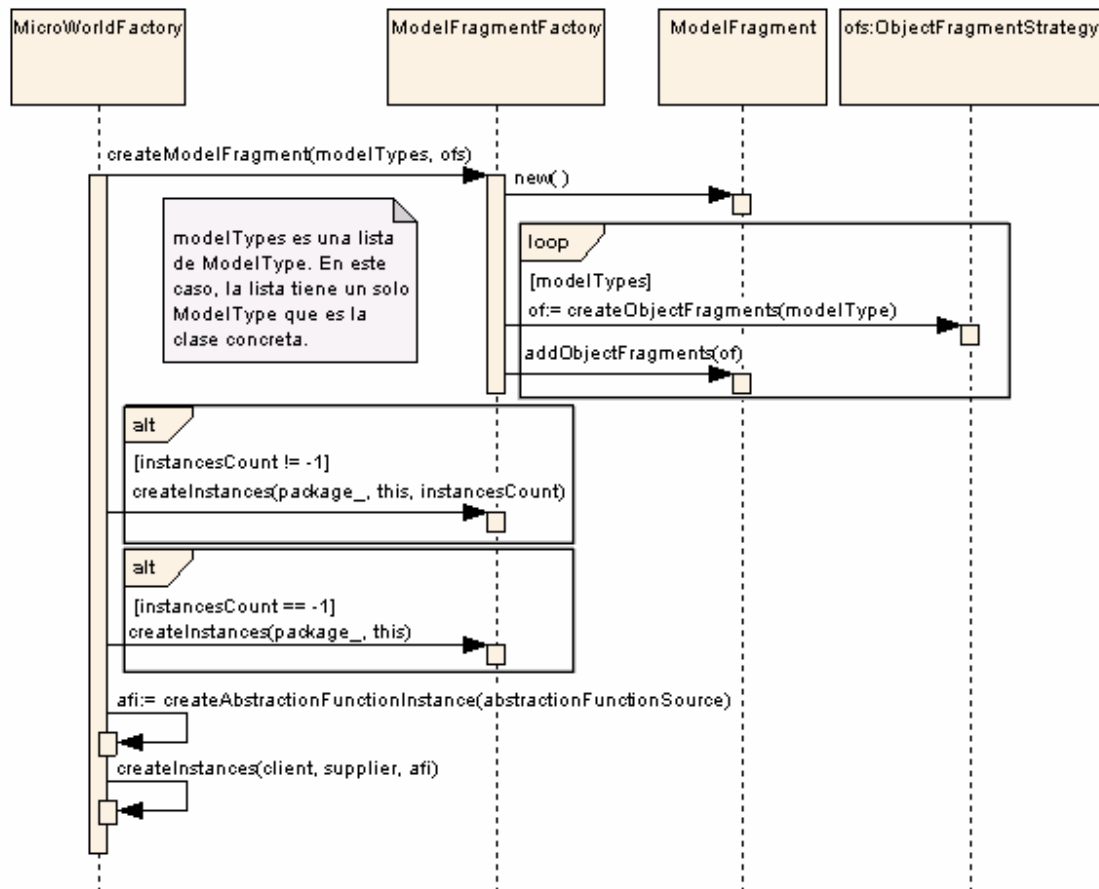 MicroWorldFactory
ModelFragmentFactory
ModelFragment
ofs:ObjectFragmentStrategy
createModelFragment(modelTypes, ofs)
new()
modelTypes es una lista
de ModelType. En este
caso, la lista tiene un solo
ModelType que es la
clase concreta.
loop
[modelTypes]
of:= createObjectFragments(modelType)
addObjectFragments(of)
alt
[instancesCount != -1]
createInstances(package_, this, instancesCount)
alt
[instancesCount == -1]
createInstances(package_, this)
afi:= createAbstractionFunctionInstance(abstractionFunctionSource)
createInstances(client, supplier, afi)